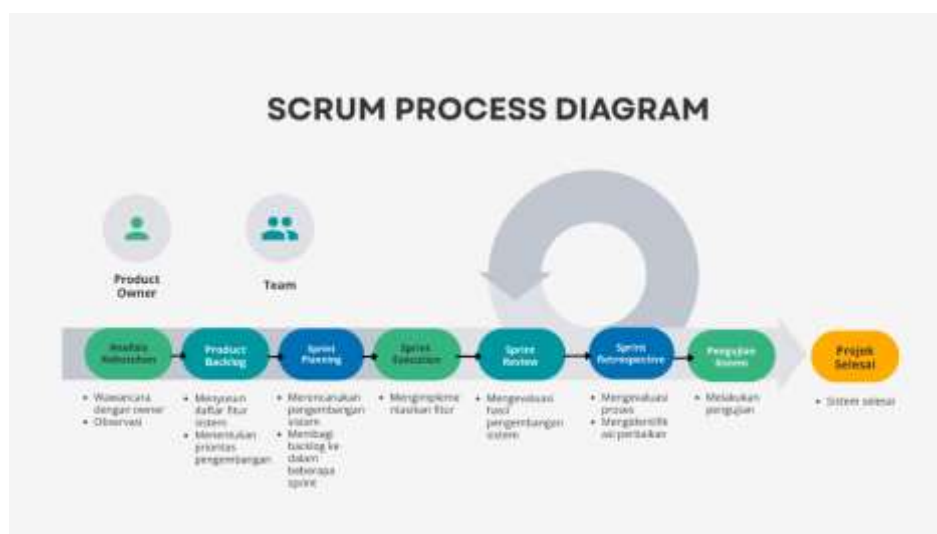 SCRUM PROCESS DIAGRAM
Product
Owner
Team
Analisis
Kebutuhan
Product
Backlog
Sprint
Planning
Sprint
Execution
Sprint
Review
Sprint
Retrospective
Pengujian
Sistem
Projek
Selesai
• Wawancara
dengan owner
• Observasi
• Menyusun
daftar fitur
sistem
• Menentukan
prioritas
pengembangan
• Merencanakan
pengembangan
sistem
• Membagi
backlog ke
dalam
beberapa
sprint
• Mengimpleme
ntasikan fitur
• Mengevaluasi
hasil
pengembangan
sistem
• Mengevaluasi
proses
• Mengidentifik
asi perbaikan
• Melakukan
pengujian
• Sistem selesai